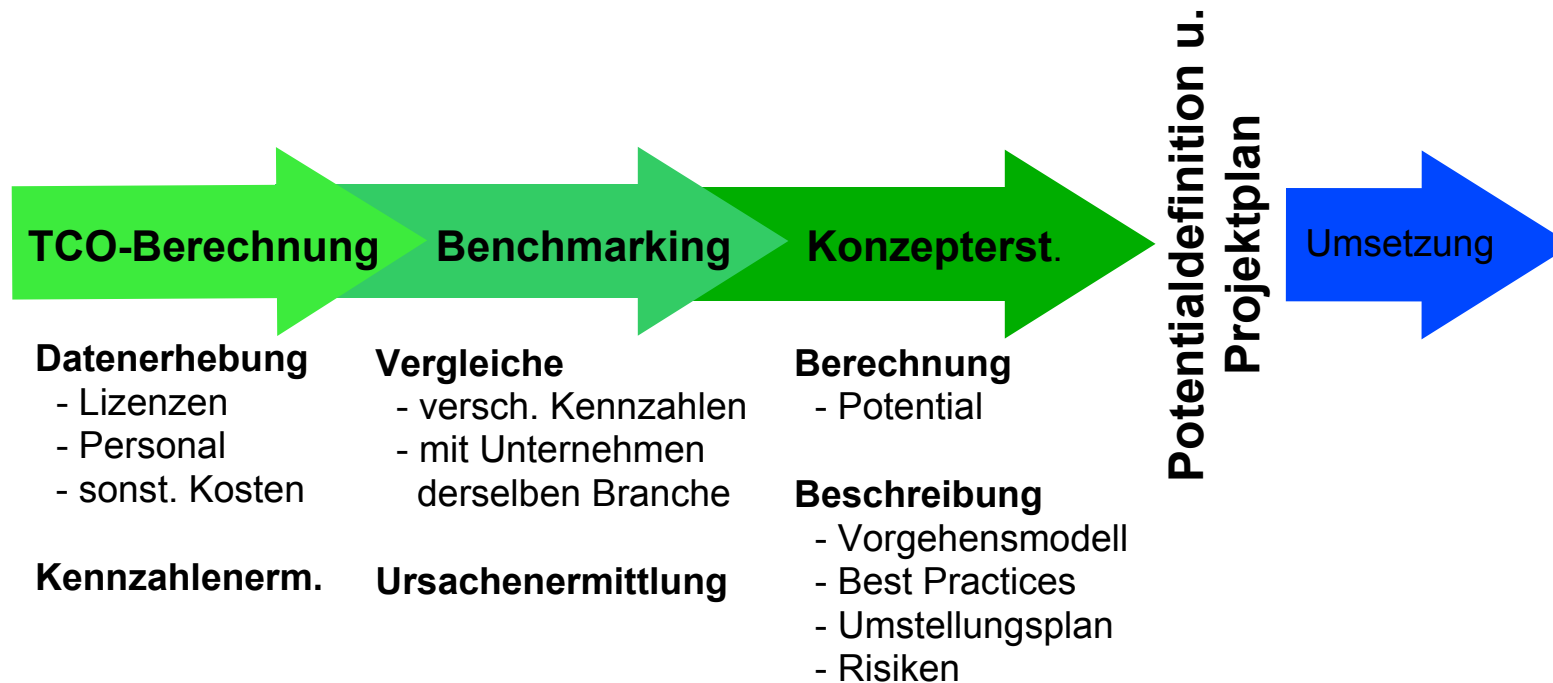 TCO-Berechnung
Datenerhebung
- Lizenzen
- Personal
- sonst. Kosten
Kennzahlenerm.
Benchmarking
Vergleiche
- versch. Kennzahlen
- mit Unternehmen
derselben Branche
Ursachenermittlung
Konzepterst.
Berechnung
- Potential
Beschreibung
- Vorgehensmodell
- Best Practices
- Umstellungsplan
- Risiken
Potentialdefinition u.
Projektplan
Umsetzung